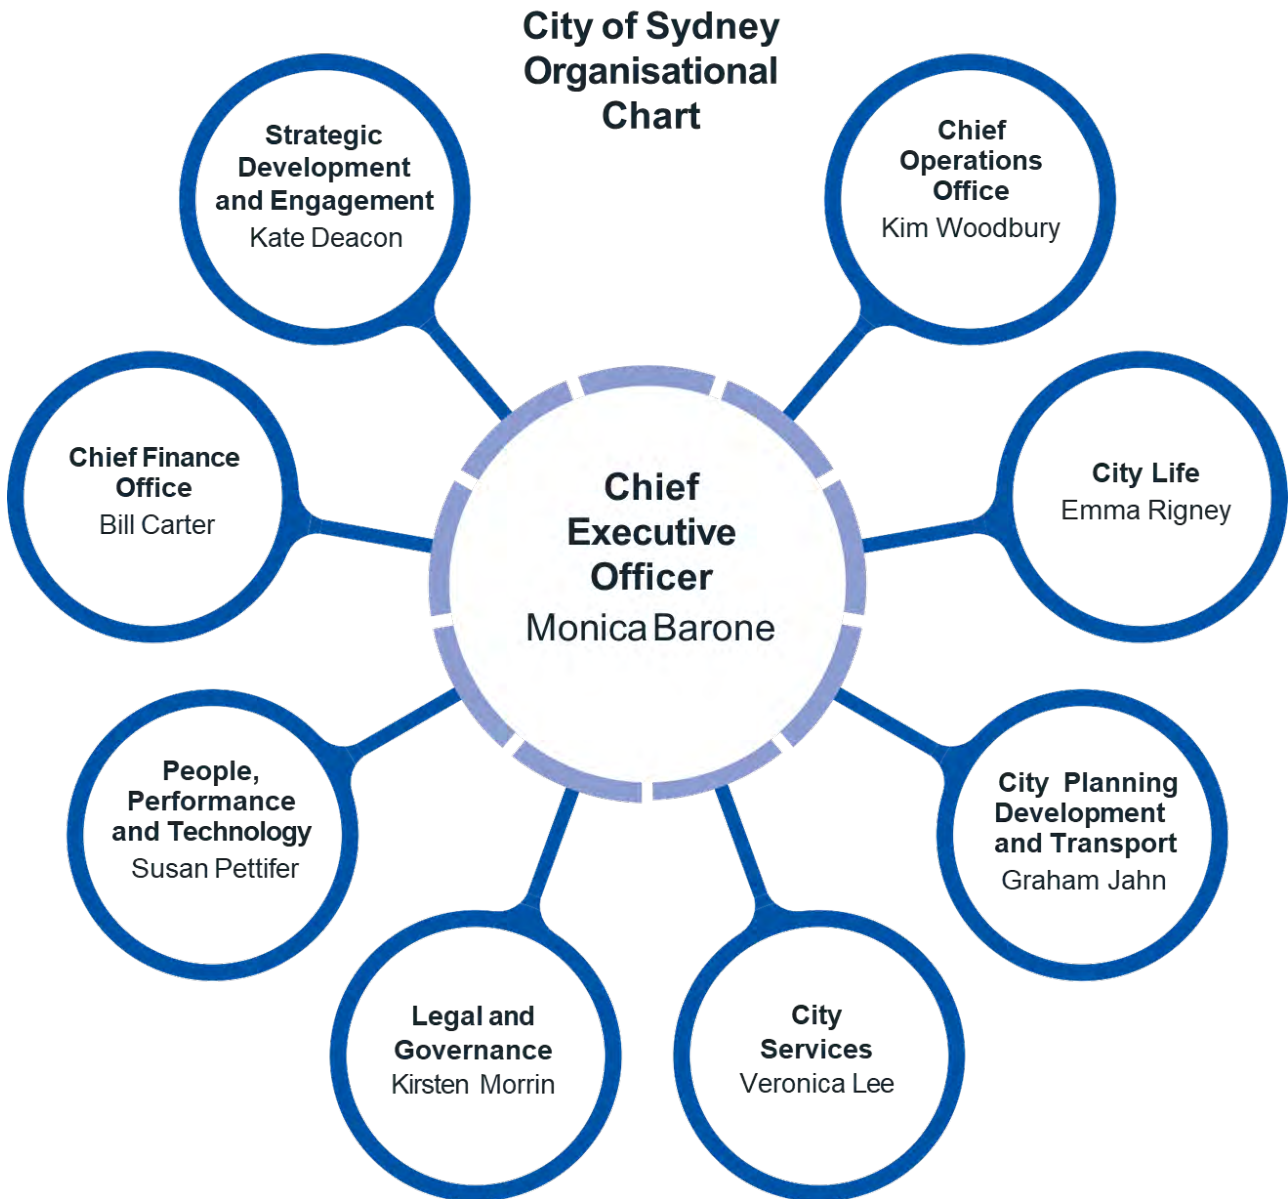 City of Sydney
Organisational
Chart
Strategic
Development
and Engagement
Kate Deacon
Chief
Operations
Office
Kim Woodbury
Chief Finance
Office
Bill Carter
City Life
Emma Rigney
Chief
Executive
Officer
Monica Barone
People,
Performance
and Technology
Susan Pettifer
City Planning
Development
and Transport
Graham Jahn
Legal and
Governance
Kirsten Morrin
City
Services
Veronica Lee